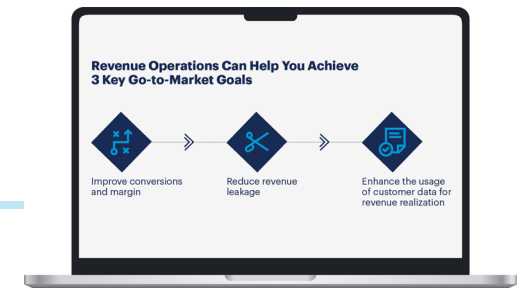 Revenue Operations Can Help You Achieve
3 Key Go-to-Market Goals
Improve conversions
and margin
Reduce revenue
leakage
Enhance the usage
of customer data for
revenue realization